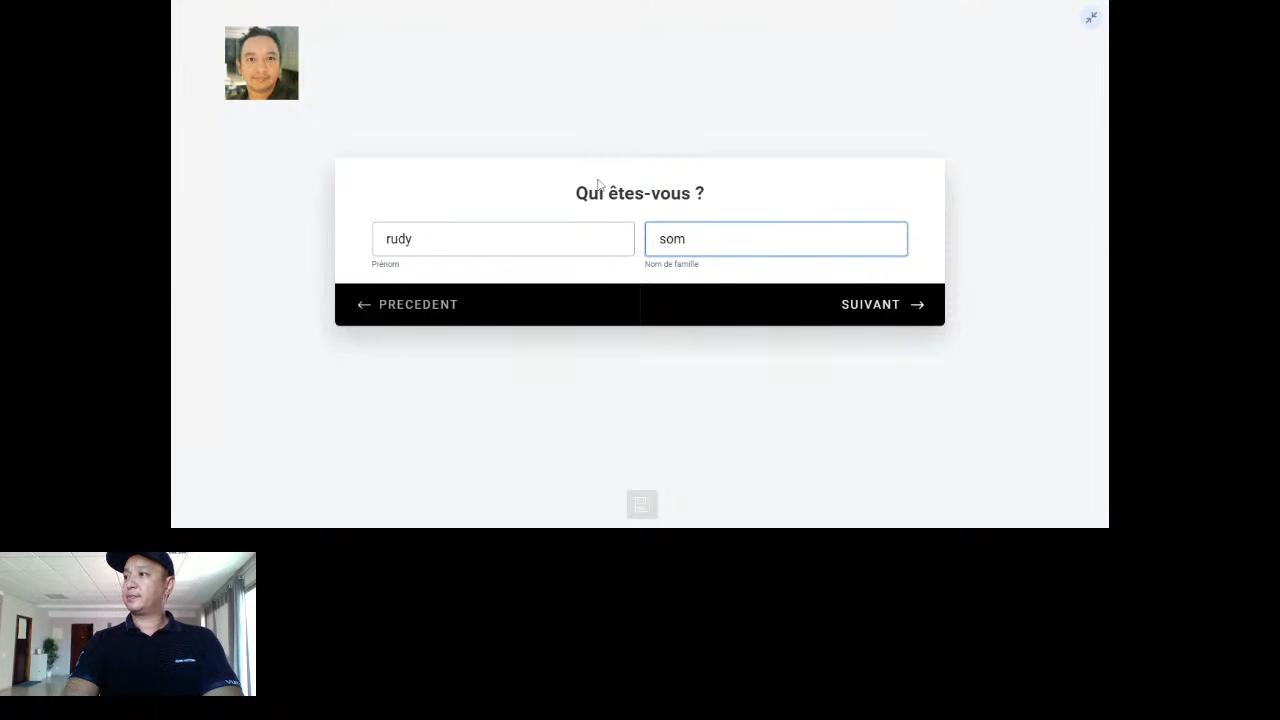 Qui êtes-vous ?
rudy som
Prénom Nom de famille
← PRECEDENT SUIVANT →